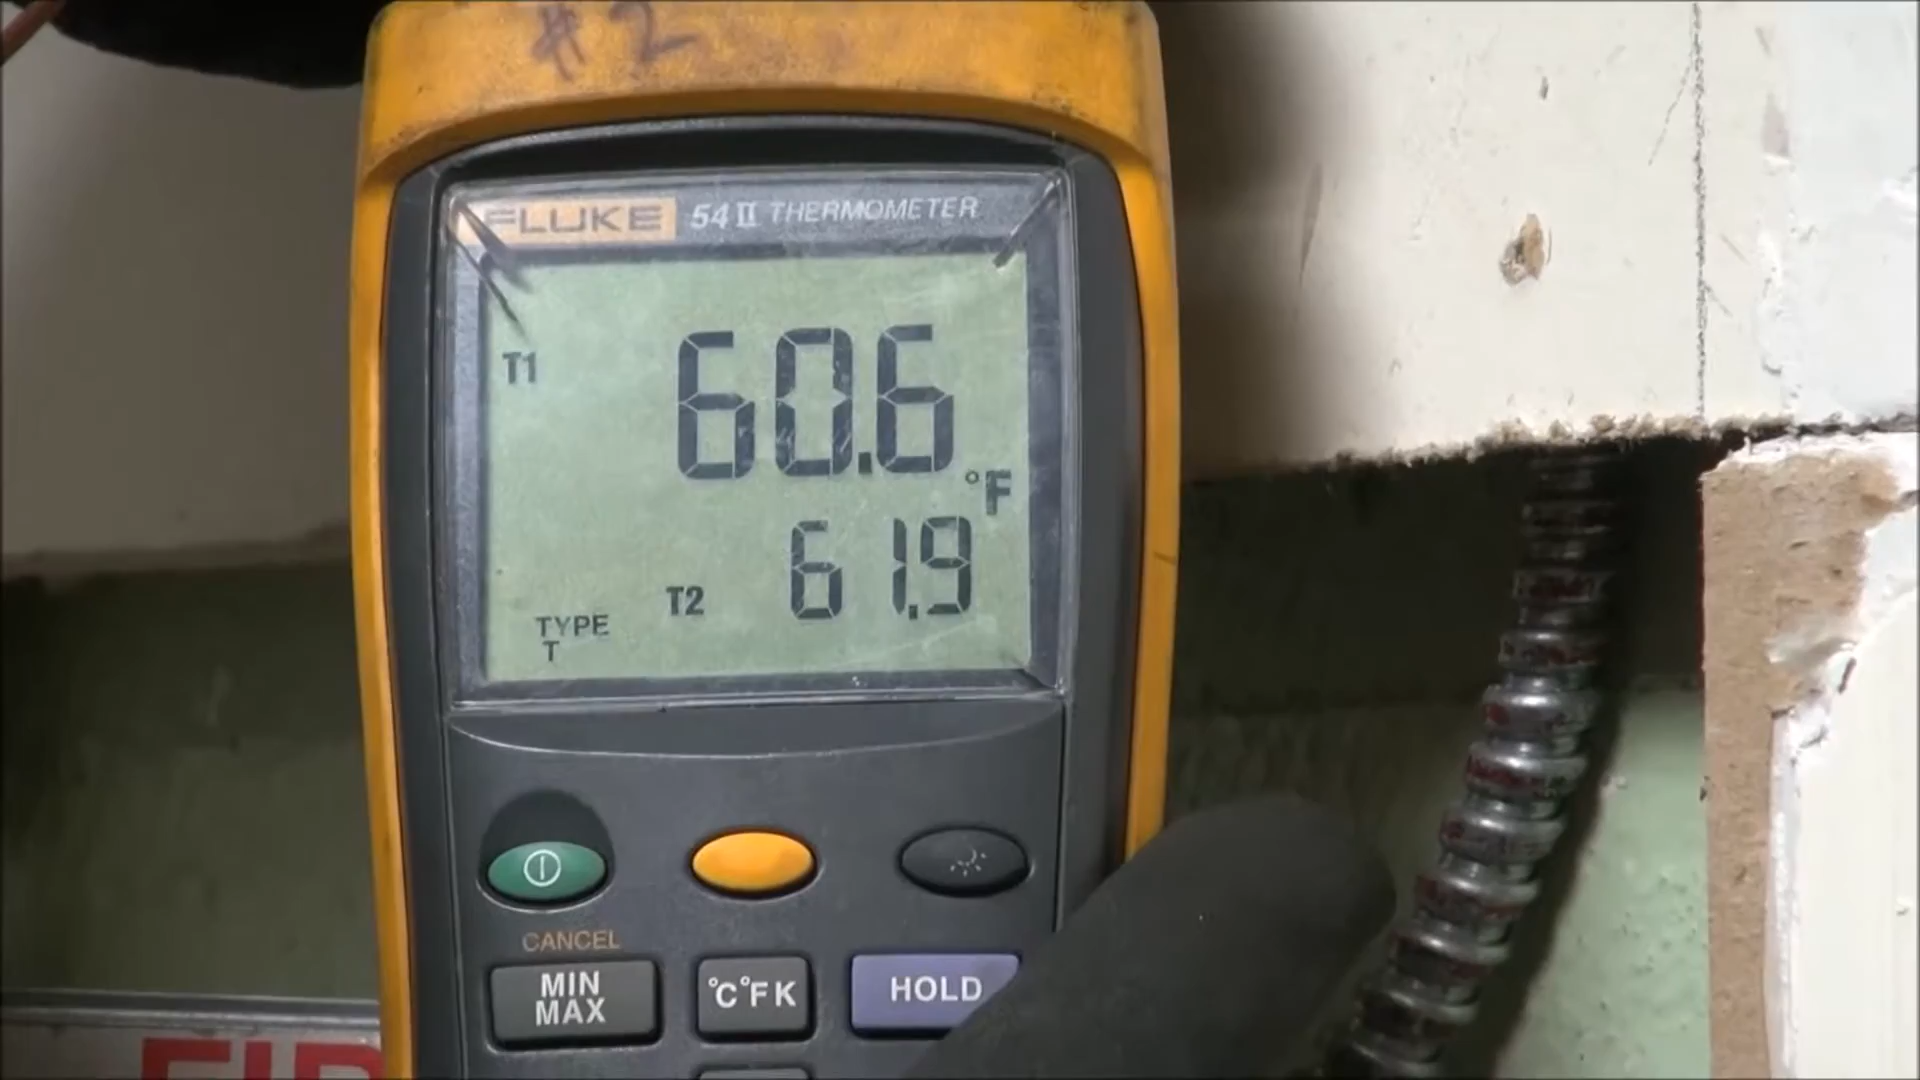 #2
FLUKE 54 II THERMOMETER
T1 60.6
°F
T2 61.9
TYPE
T
CANCEL
MIN
MAX
°C°F K
HOLD